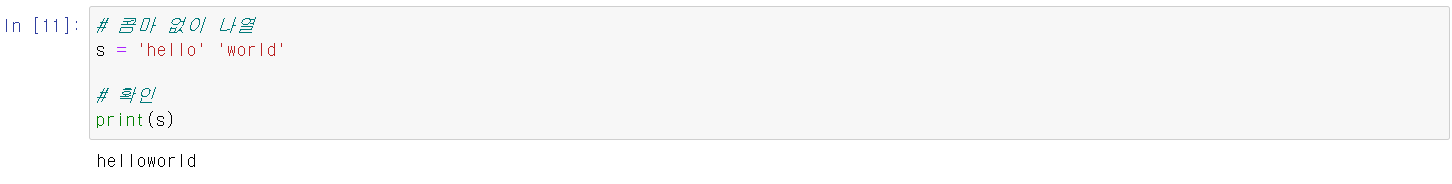 In [11]:
# 콤마 없이 나열
s = 'hello' 'world'
# 확인
print(s)
helloworld